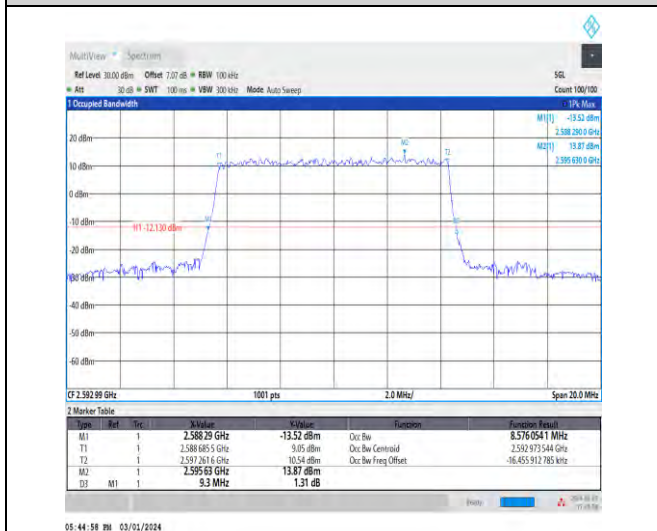 MultiView Spectrum
Ref Level 30.00 dBm Offset 7.07 dB RBW 100 kHz SGL
Att 30 dB SWT 100 ms VBW 300 kHz Mode Auto Sweep Count 100/100
1 Occupied Bandwidth 1Pk Max
M1[1] -13.52 dBm
2.588 290 0 GHz
M2[1] 13.87 dBm
2.595 630 0 GHz
20 dBm
M2
T1 T2
10 dBm
0 dBm
-10 dBm
M1
H1 -12.130 dBm
-20 dBm
-30 dBm
-40 dBm
-50 dBm
-60 dBm
CF 2.592 99 GHz 1001 pts 2.0 MHz/ Span 20.0 MHz
2 Marker Table
Type Ref Trc X-Value Y-Value Function Function Result
M1 1 2.588 29 GHz -13.52 dBm Occ Bw 8.576 054 1 MHz
T1 1 2.588 685 5 GHz 9.05 dBm Occ Bw Centroid 2.592 973 544 GHz
T2 1 2.597 261 6 GHz 10.54 dBm Occ Bw Freq Offset -16.455 912 785 kHz
M2 1 2.595 63 GHz 13.87 dBm
D3 M1 1 9.3 MHz 1.31 dB
05:44:58 PM 03/01/2024